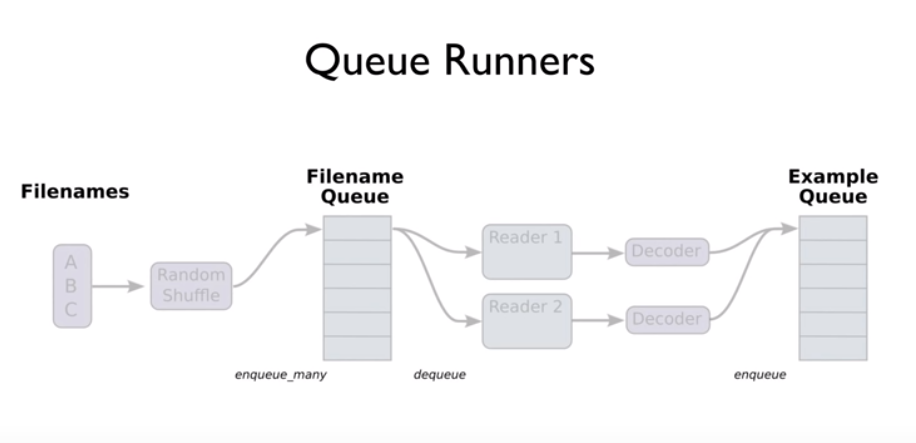 Queue Runners
Filenames
Filename
Queue
Example
Queue
A
B
C
Random
Shuffle
Reader 1
Decoder
Reader 2
Decoder
enqueue_many
dequeue
enqueue